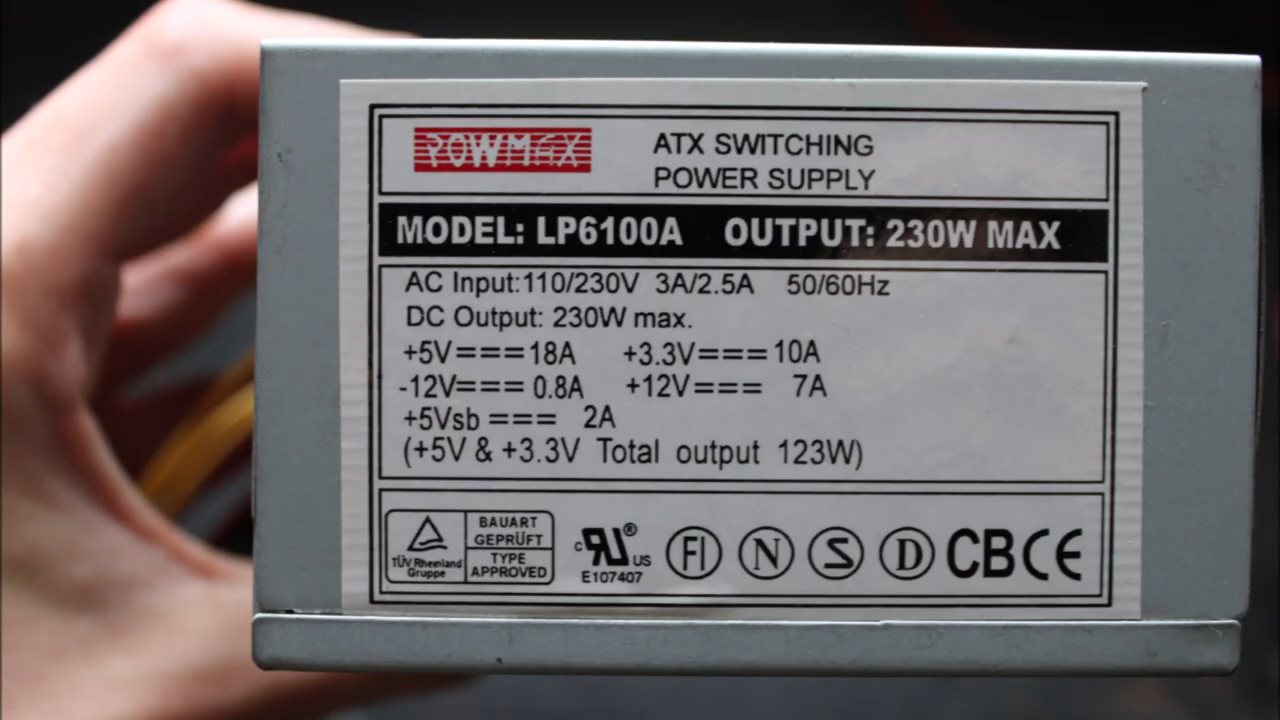 POWMAX
ATX SWITCHING
POWER SUPPLY
MODEL: LP6100A OUTPUT: 230W MAX
AC Input:110/230V 3A/2.5A 50/60Hz
DC Output: 230W max.
+5V===18A +3.3V===10A
-12V=== 0.8A +12V=== 7A
+5Vsb === 2A
(+5V & +3.3V Total output 123W)
TÜV Rheinland
Gruppe
BAUART
GEPRÜFT
TYPE
APPROVED
c RU ® US
E107407
FI N S D CB CE